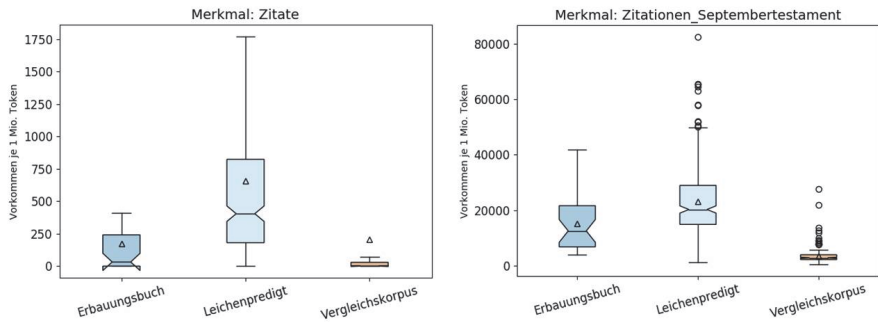 Merkmal: Zitate
Vorkommen je 1 Mio. Token
1750
1500
1250
1000
750
500
250
0
Erbauungsbuch
Leichenpredigt
Vergleichskorpus
Merkmal: Zitationen_Septembertestament
Vorkommen je 1 Mio. Token
80000
60000
40000
20000
0
Erbauungsbuch
Leichenpredigt
Vergleichskorpus